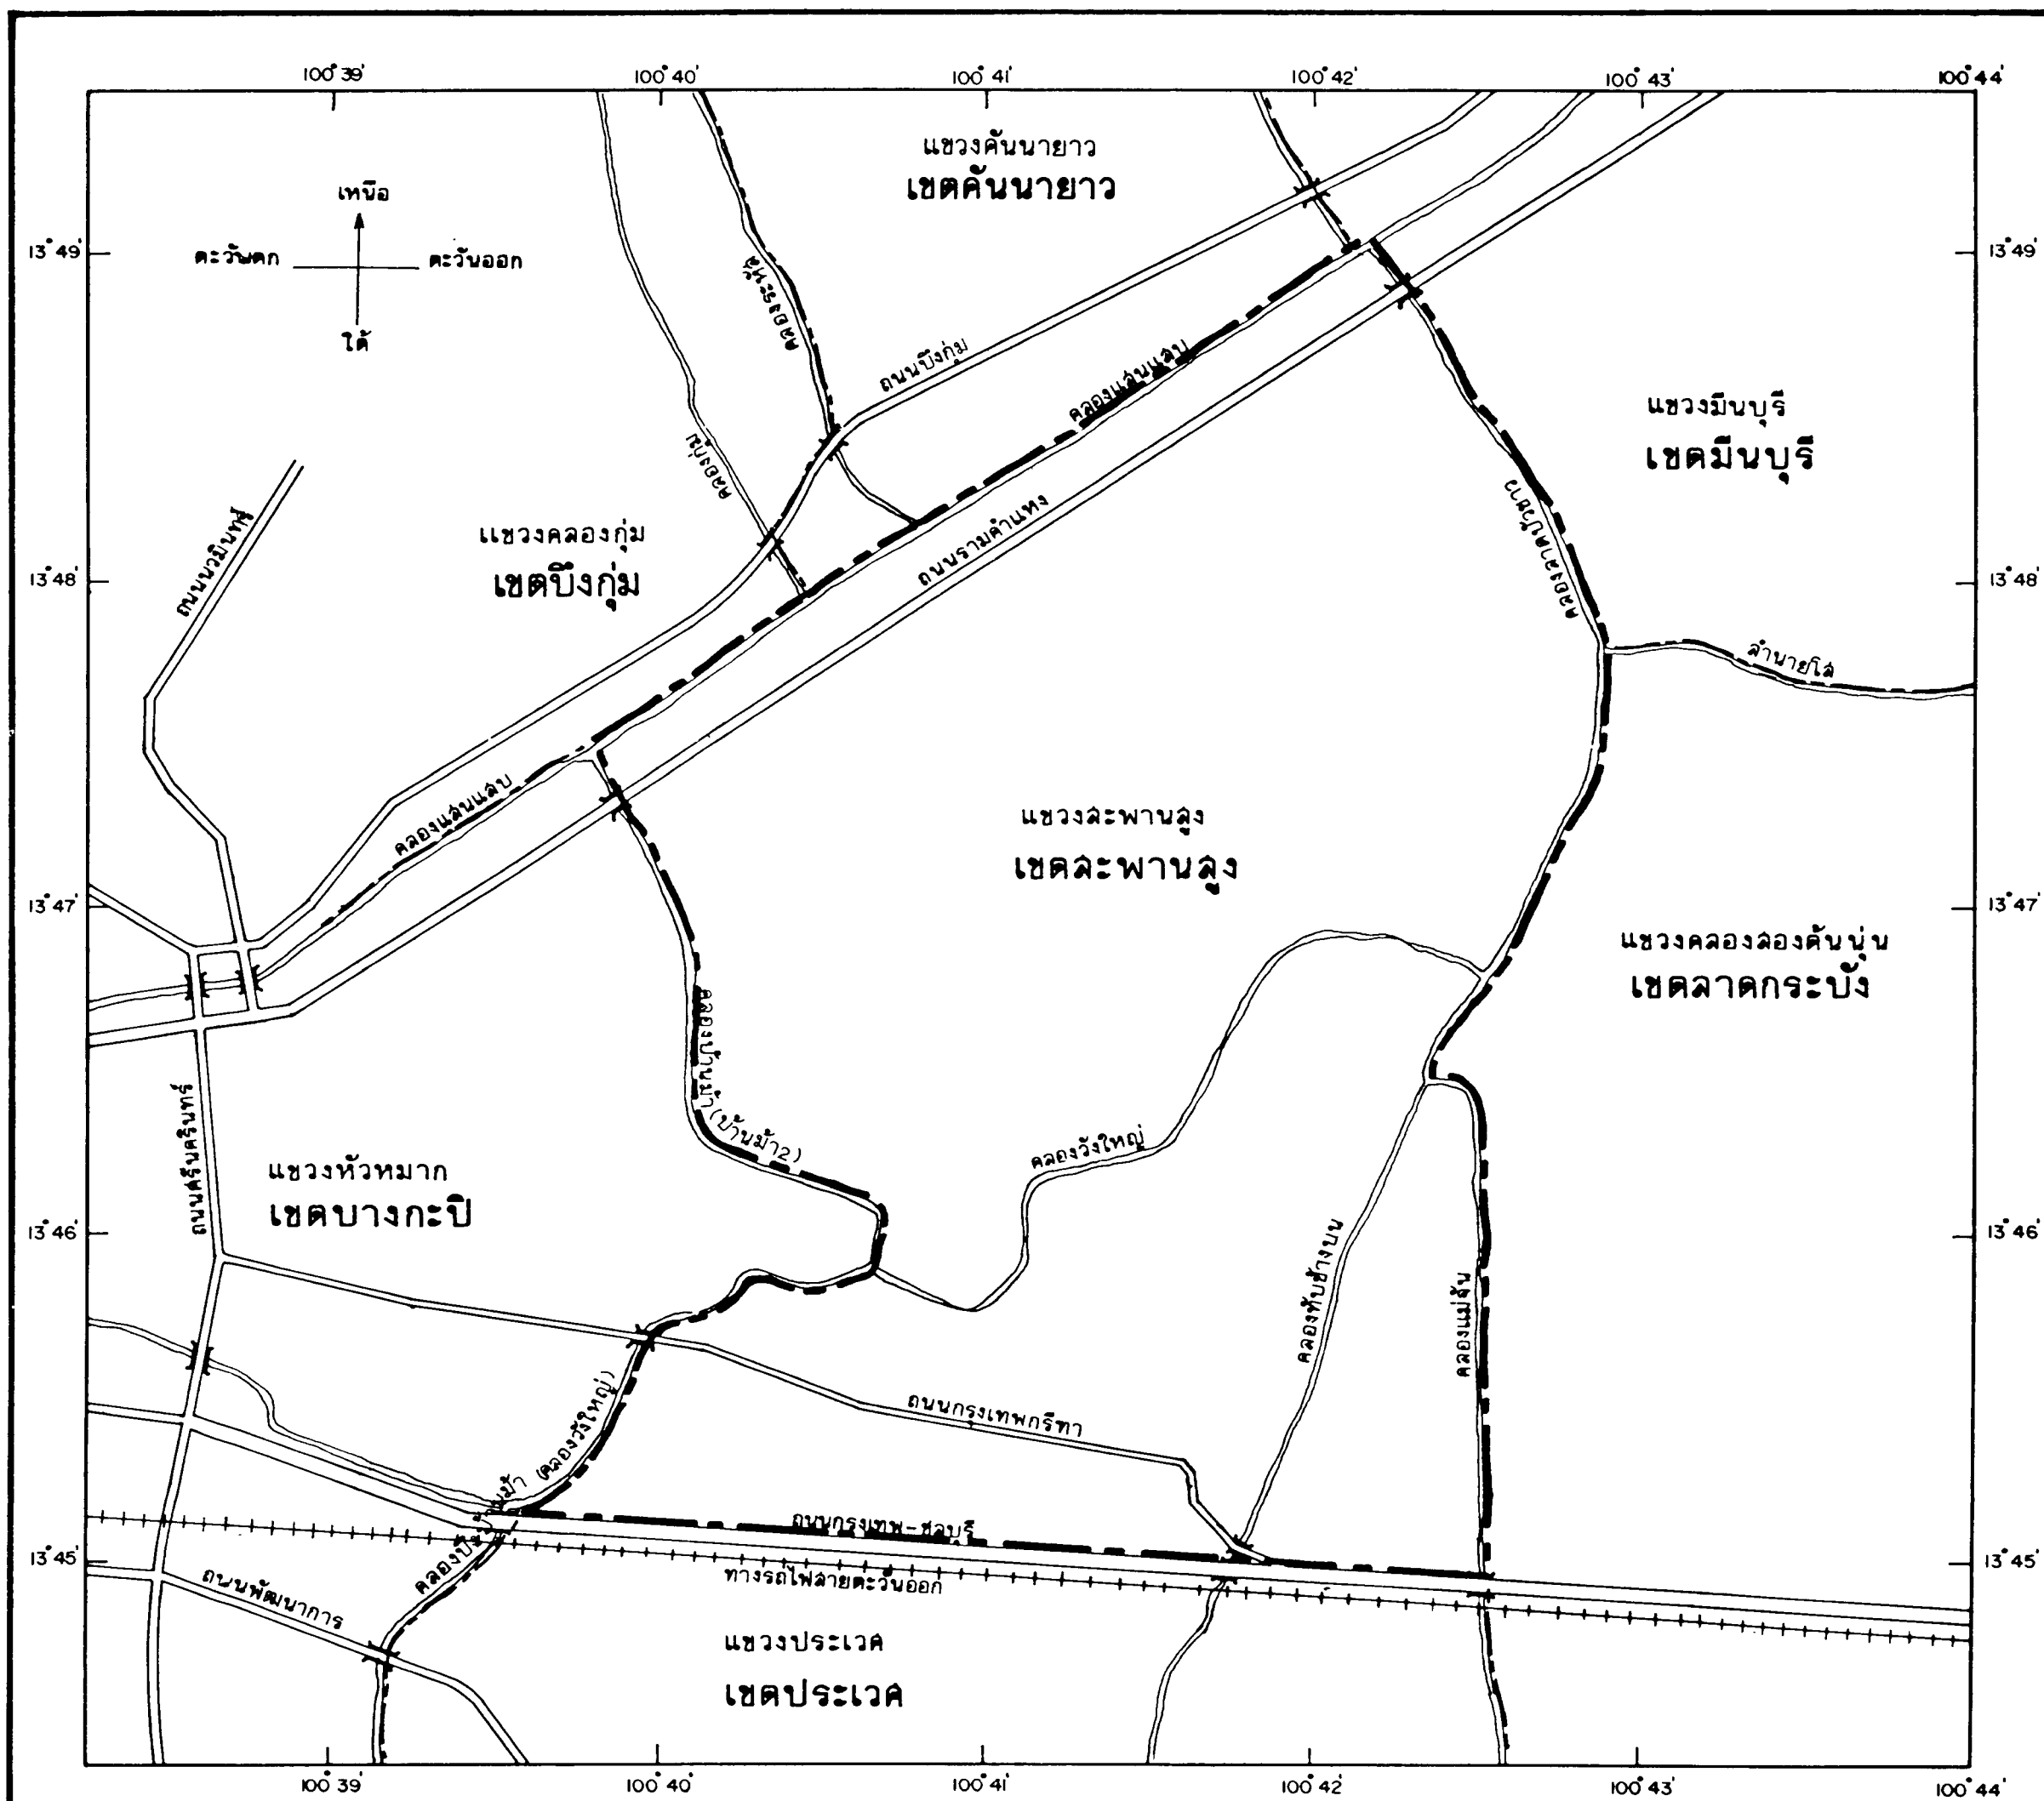 100°39'
100°40'
100°41'
100°42'
100°43'
100°44'
แขวงคันนายาว
เขตคันนายาว
เหนือ
ตะวันตก
ตะวันออก
ใต้
13°49'
13°49'
คลองระหัส
ถนนบึงกุ่ม
คลองแสนแสบ
คลองกุ่ม
แขวงมีนบุรี
เขตมีนบุรี
ถนนนวมินทร์
แขวงคลองกุ่ม
เขตบึงกุ่ม
ถนนรามคำแหง
คลองลาดบัวขาว
13°48'
13°48'
ลำนายโส
คลองแสนแสบ
แขวงสะพานสูง
เขตสะพานสูง
13°47'
13°47'
แขวงคลองสองต้นนุ่น
เขตลาดกระบัง
คลองบ้านม้า (บ้านม้า2)
ถนนศรีนครินทร์
แขวงหัวหมาก
เขตบางกะปิ
คลองวังใหญ่
13°46'
13°46'
คลองทับช้างบน
คลองแม่จัน
ถนนกรุงเทพกรีฑา
(คลองวังใหญ่)
ถนนกรุงเทพ-ชลบุรี
13°45'
13°45'
ทางรถไฟสายตะวันออก
ถนนพัฒนาการ
แขวงประเวศ
เขตประเวศ
100°39'
100°40'
100°41'
100°42'
100°43'
100°44'